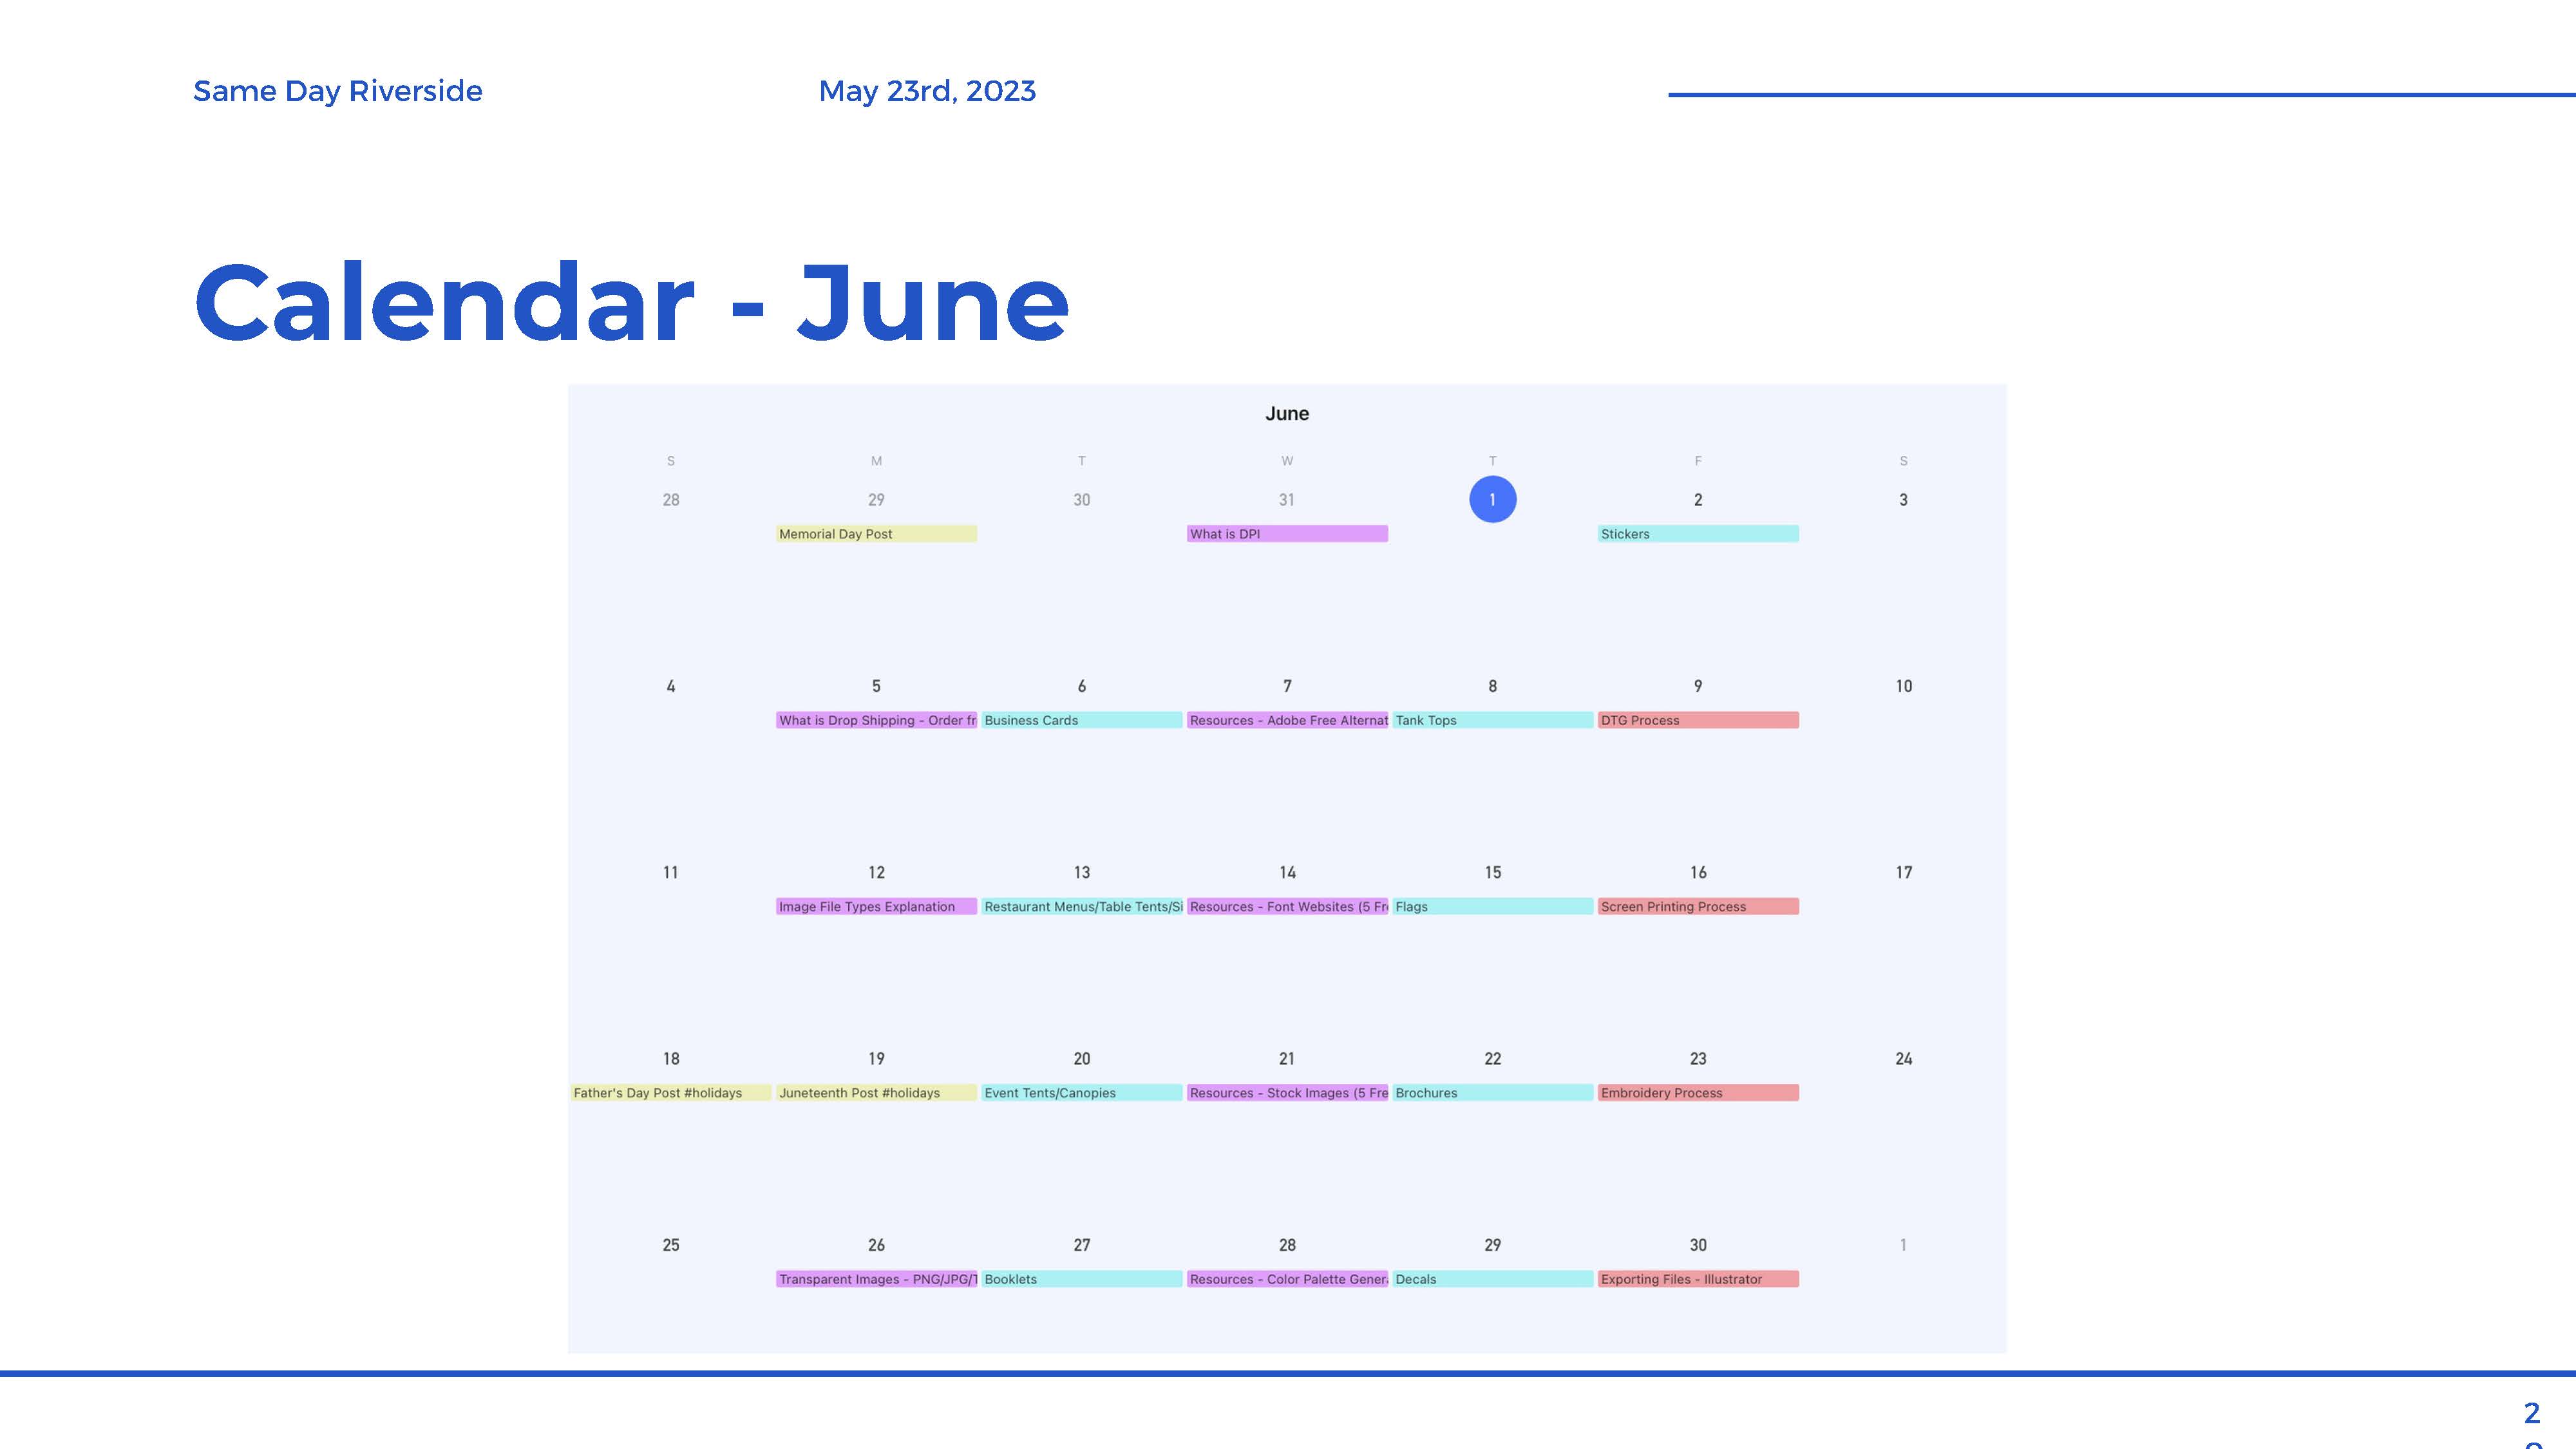 Same Day Riverside May 23rd, 2023
Calendar - June
June
S M T W T F S
28 29 30 31 1 2 3
Memorial Day Post What is DPI Stickers
4 5 6 7 8 9 10
What is Drop Shipping - Order fr Business Cards Resources - Adobe Free Alternat Tank Tops DTG Process
11 12 13 14 15 16 17
Image File Types Explanation Restaurant Menus/Table Tents/Si Resources - Font Websites (5 Fre Flags Screen Printing Process
18 19 20 21 22 23 24
Father's Day Post #holidays Juneteenth Post #holidays Event Tents/Canopies Resources - Stock Images (5 Fre Brochures Embroidery Process
25 26 27 28 29 30 1
Transparent Images - PNG/JPG/T Booklets Resources - Color Palette Genera Decals Exporting Files - Illustrator
2